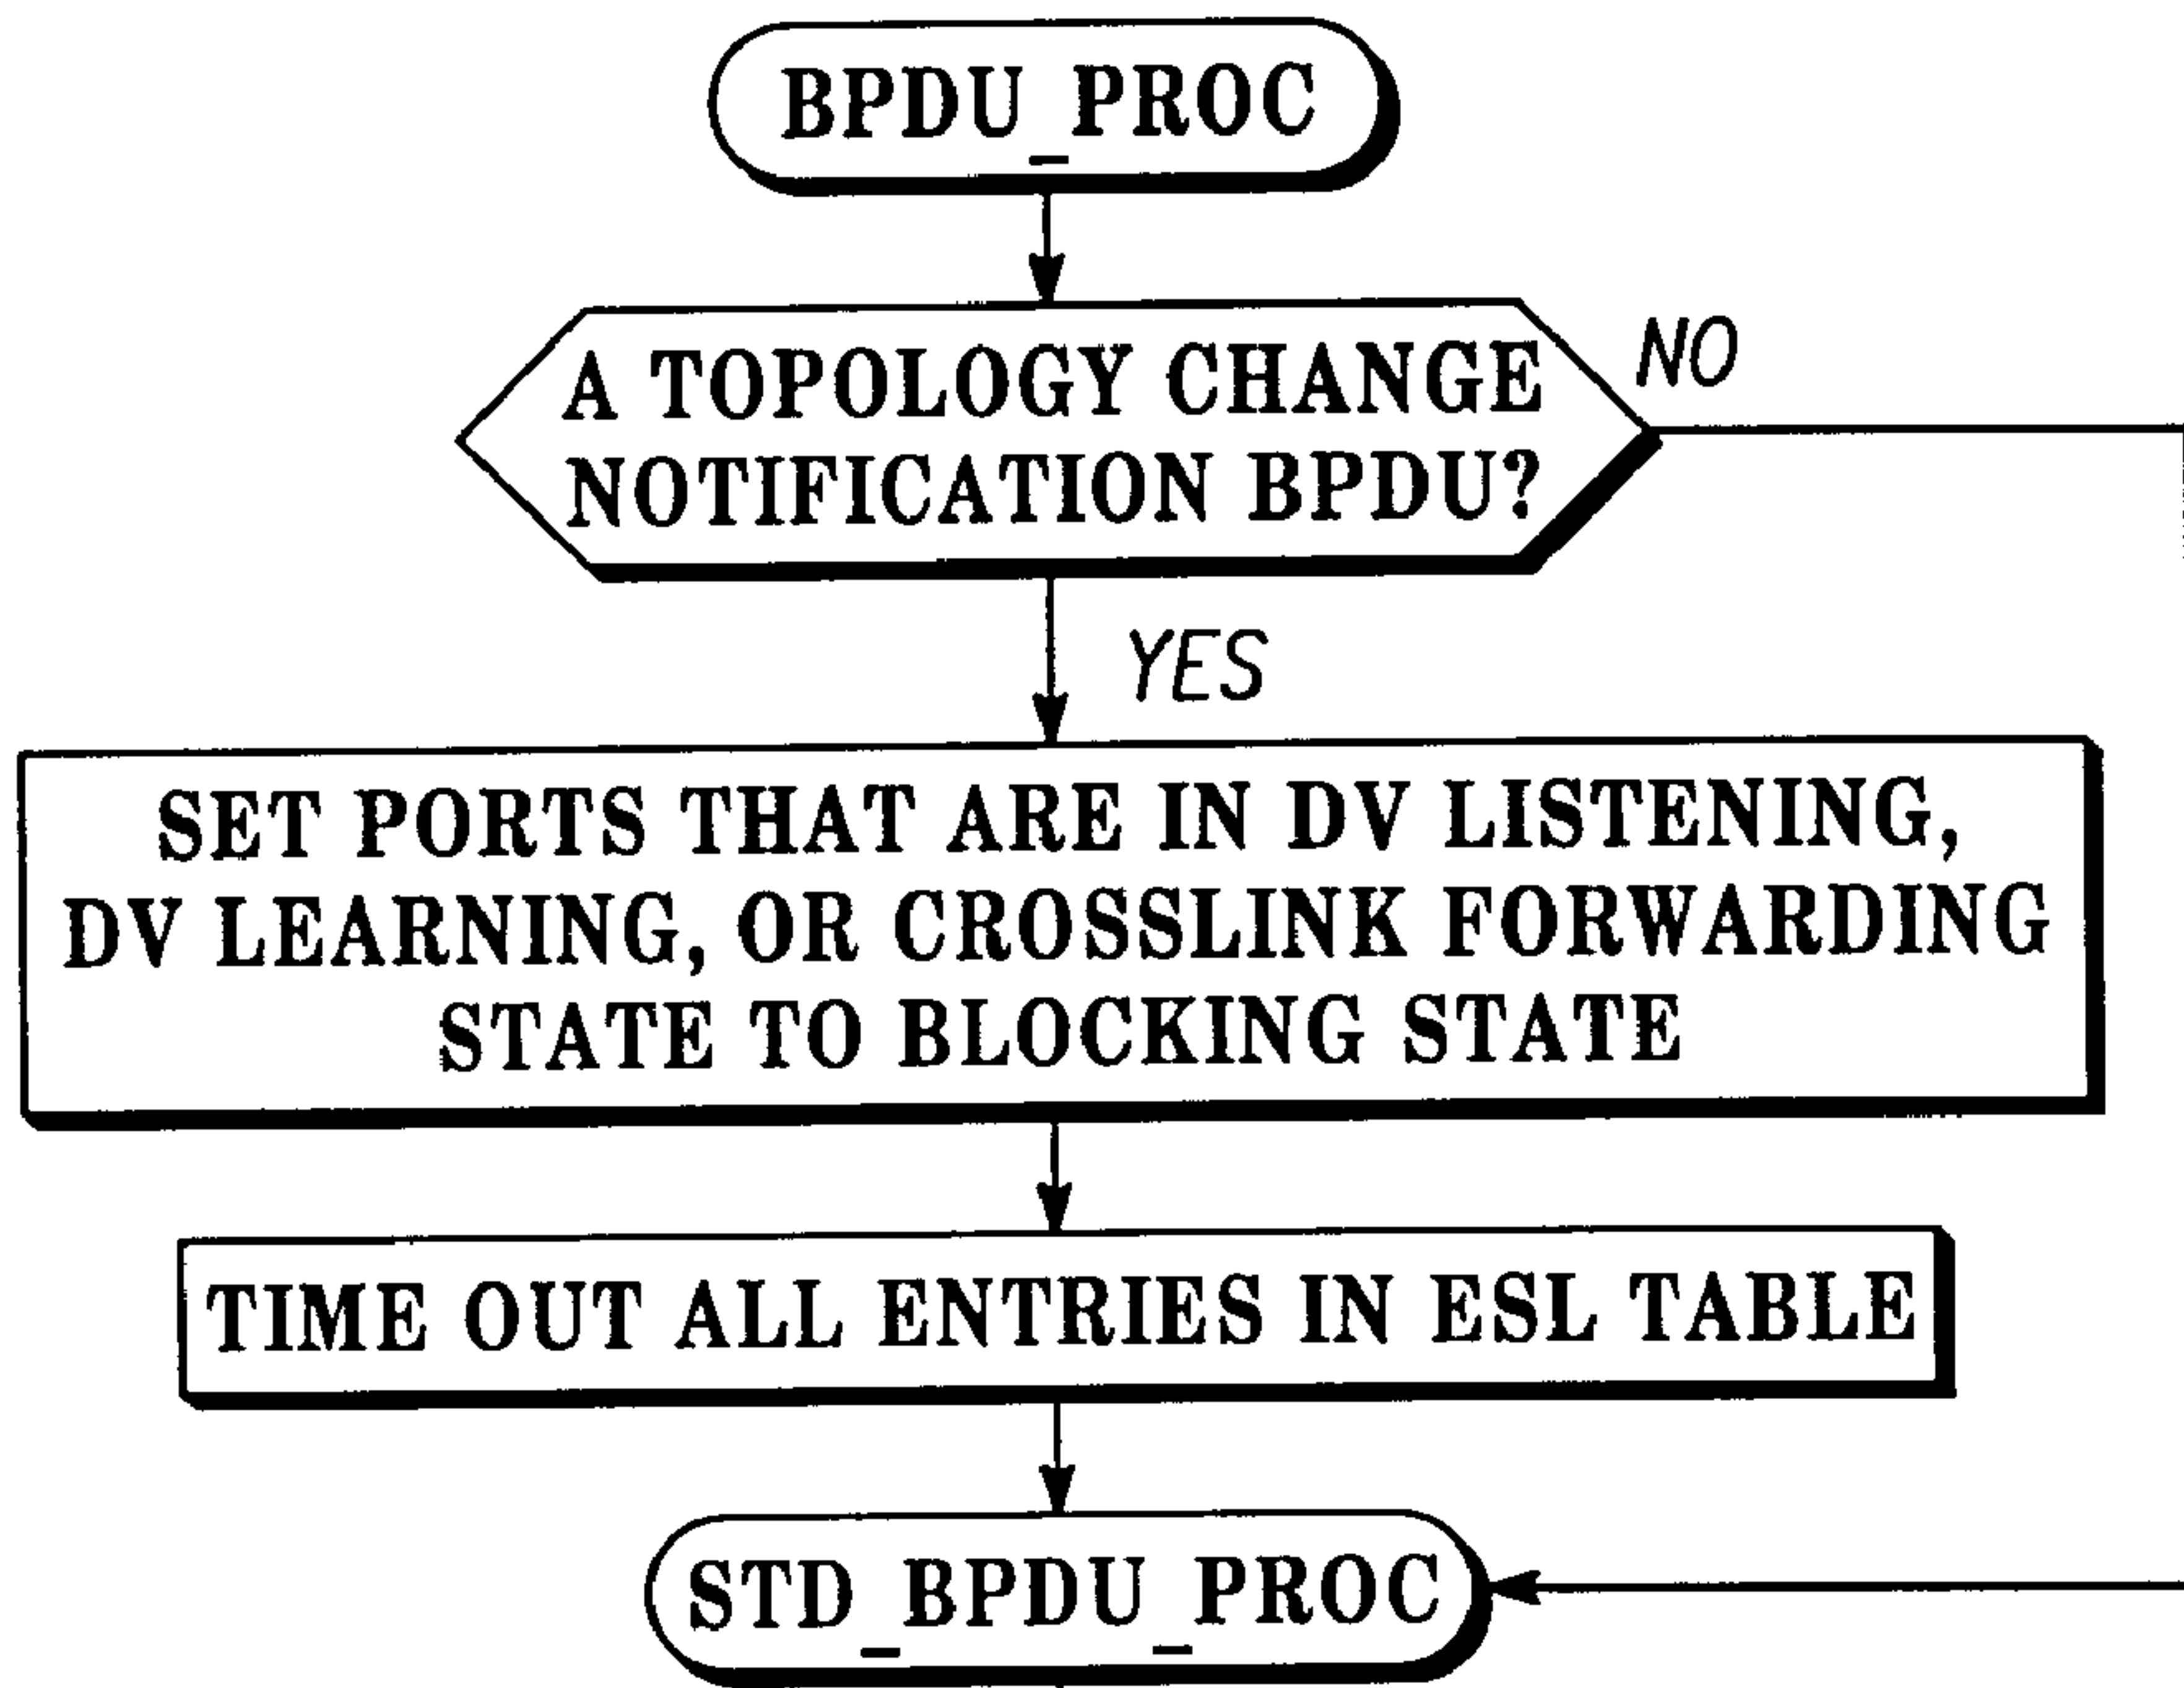 BPDU_PROC
A TOPOLOGY CHANGE
NOTIFICATION BPDU?
NO
YES
SET PORTS THAT ARE IN DV LISTENING,
DV LEARNING, OR CROSSLINK FORWARDING
STATE TO BLOCKING STATE
TIME OUT ALL ENTRIES IN ESL TABLE
STD_BPDU_PROC